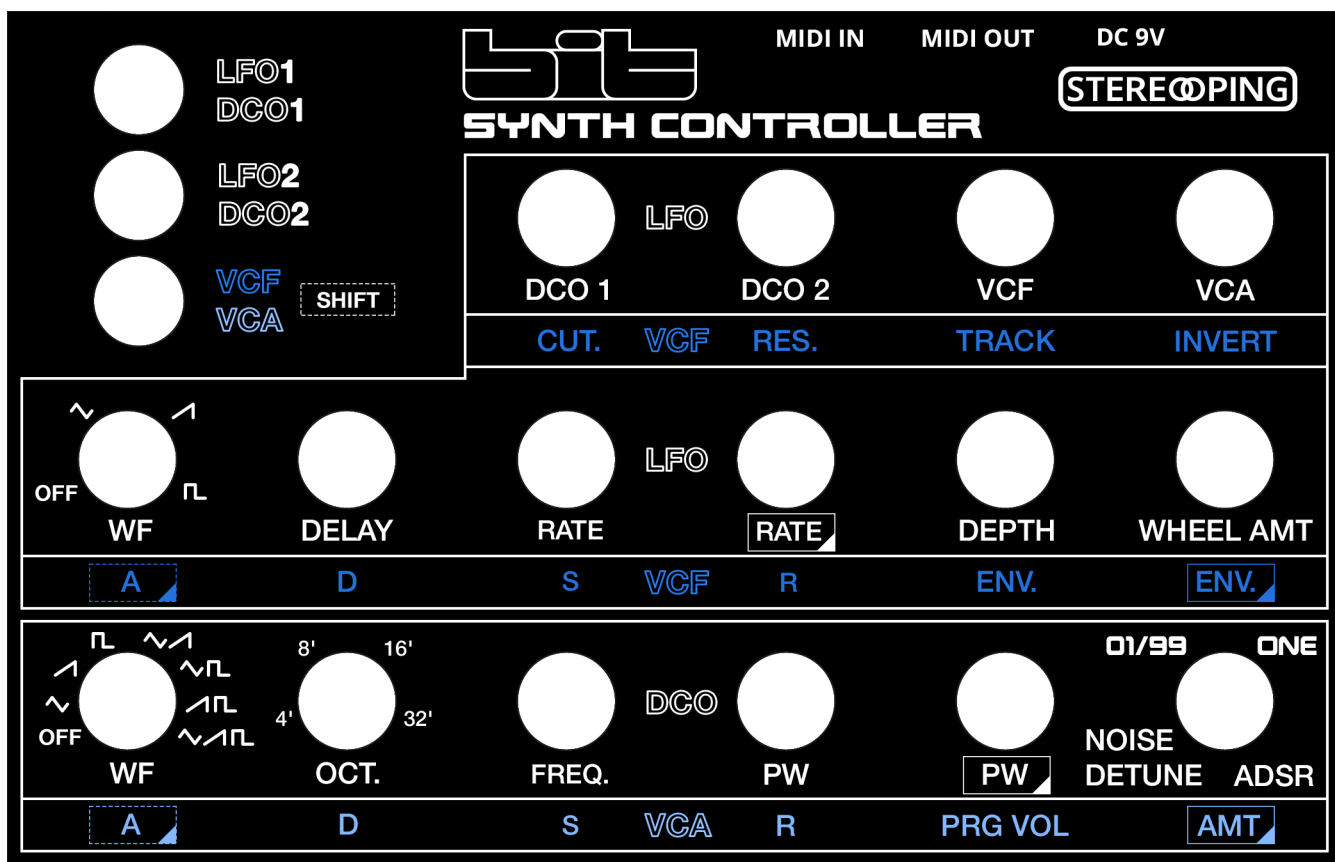 bit
MIDI IN MIDI OUT DC 9V
STEREOOPING
SYNTH CONTROLLER
LFO1
DCO1
LFO2
DCO2
VCF
VCA
SHIFT
LFO
DCO 1 DCO 2 VCF VCA
CUT. VCF RES. TRACK INVERT
OFF
LFO
WF DELAY RATE RATE DEPTH WHEEL AMT
A D S VCF R ENV. ENV.
8' 16' 01/99 ONE
4' 32' DCO
OFF
NOISE
WF OCT. FREQ. PW PW DETUNE ADSR
A D S VCA R PRG VOL AMT